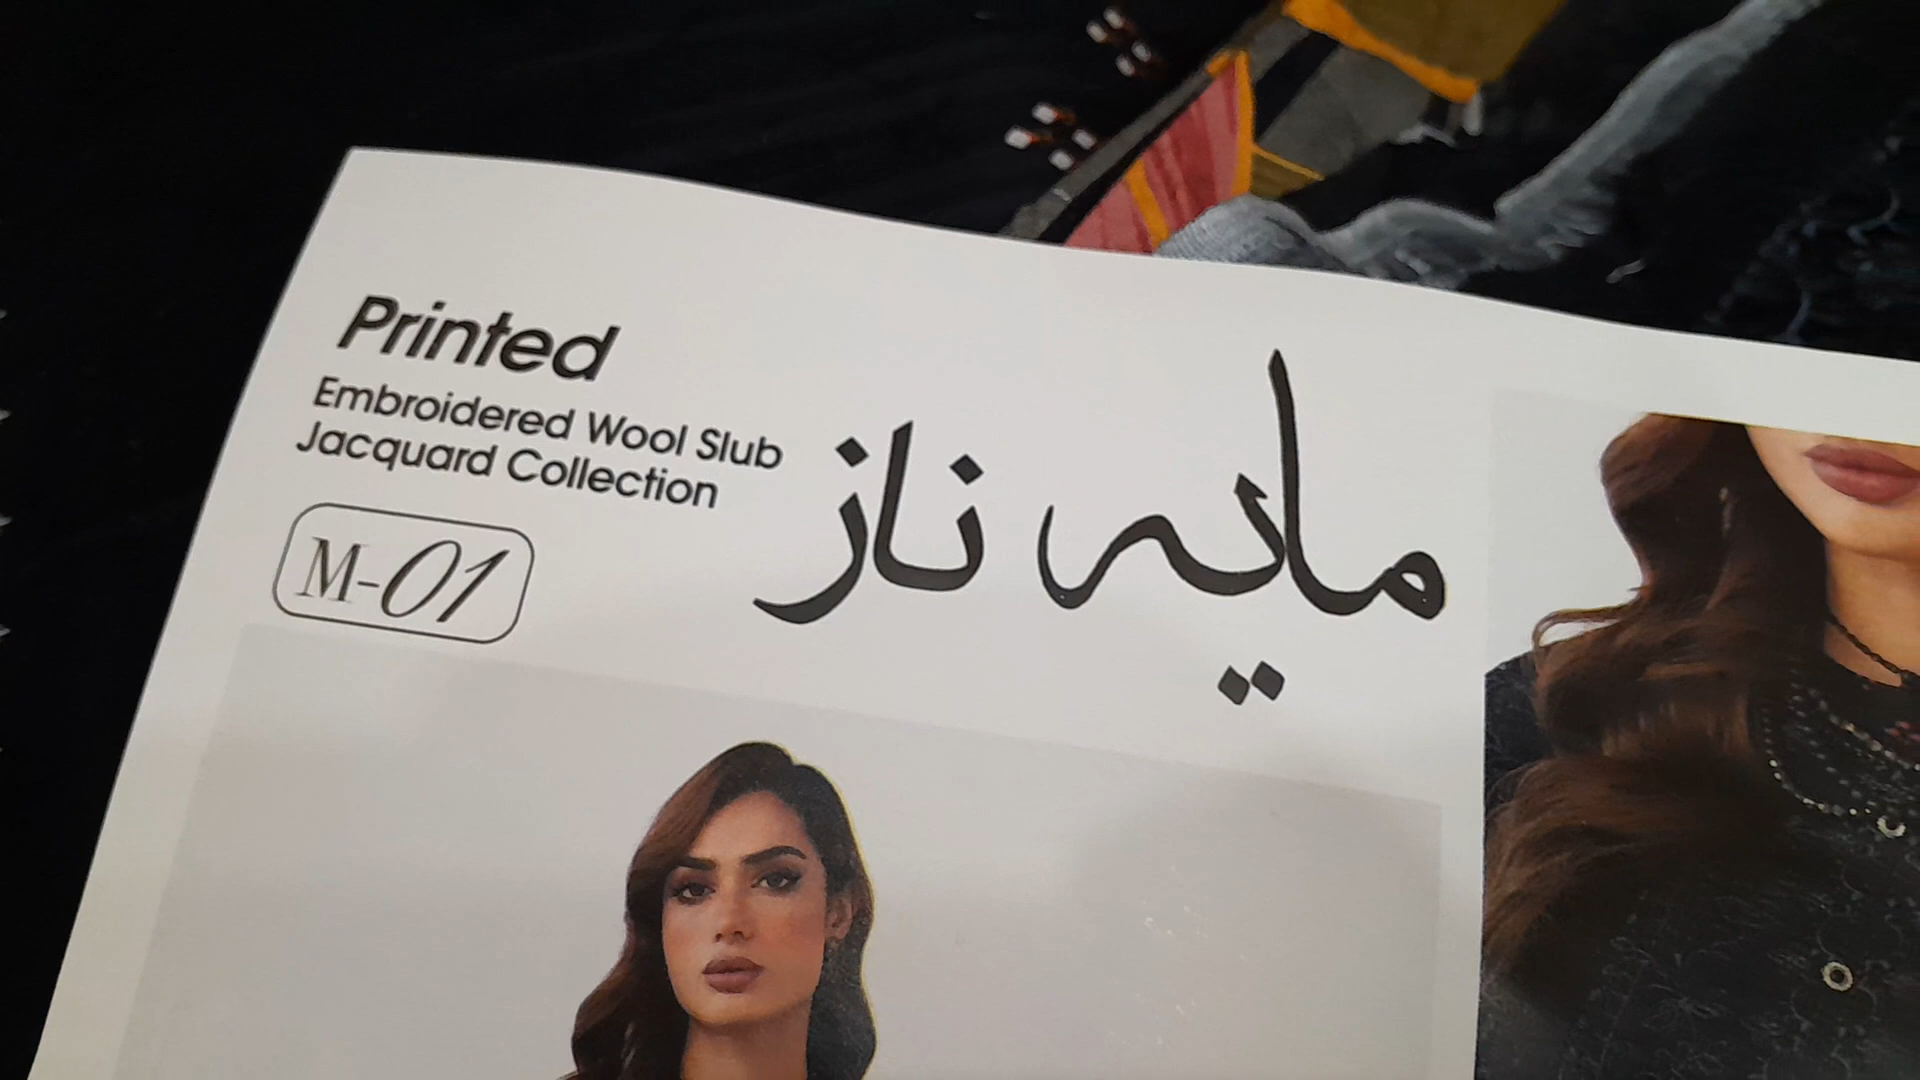 Printed
Embroidered Wool Slub
Jacquard Collection
M-01
مایہ ناز